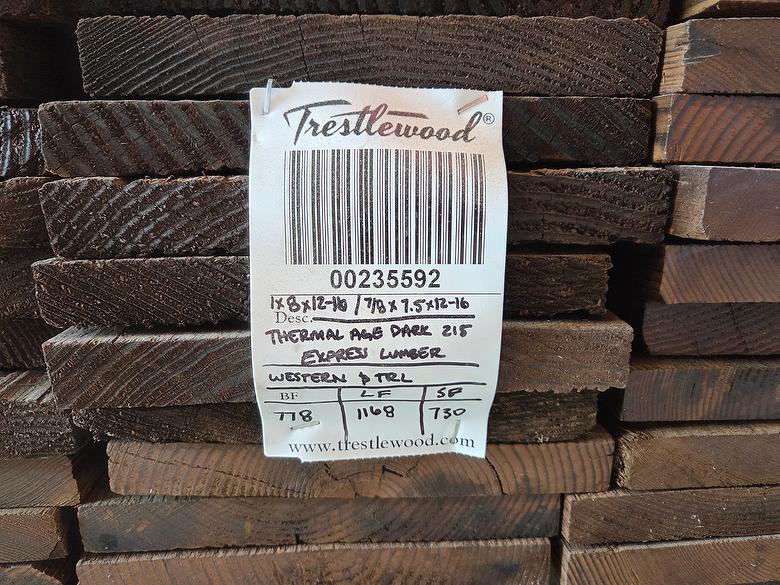 Trestlewood®
00235592
1x8x12-16 / 7/8 x 7.5x12-16
Desc.
THERMAL AGE DARK 215
EXPRESS LUMBER
WESTERN P TRL
BF LF SF
778 1168 730
www.trestlewood.com